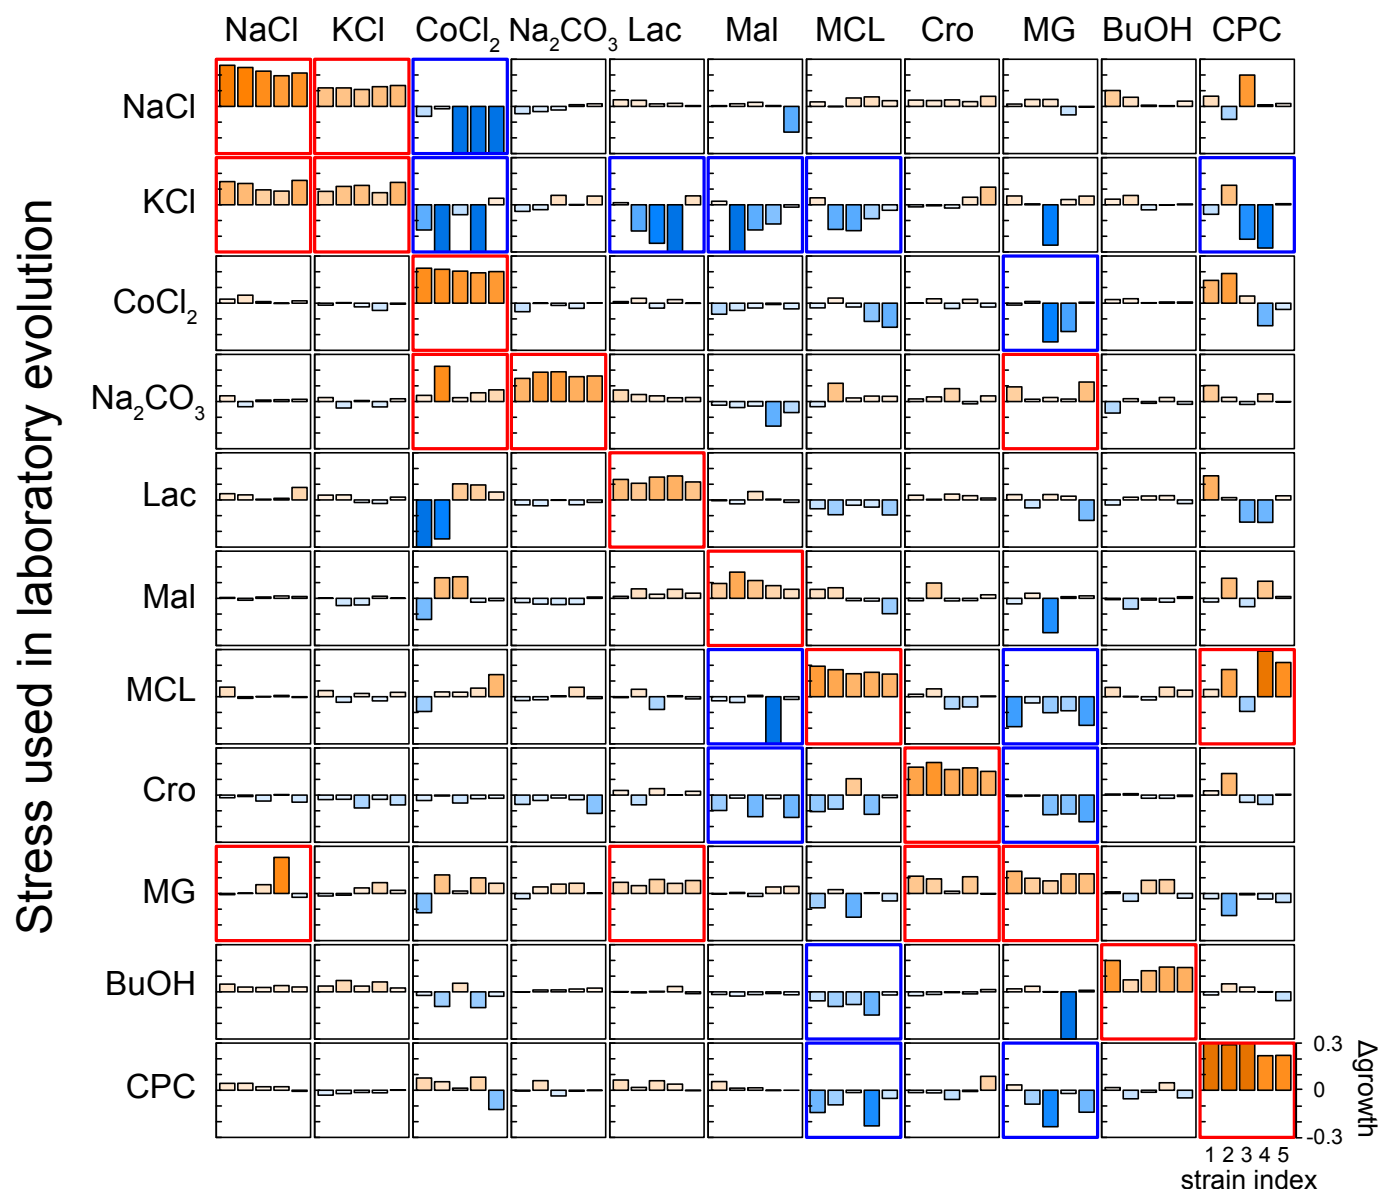 NaCl KCl CoCl₂ Na₂CO₃ Lac Mal MCL Cro MG BuOH CPC
Stress used in laboratory evolution
NaCl
KCl
CoCl₂
Na₂CO₃
Lac
Mal
MCL
Cro
MG
BuOH
CPC
0.3
0
-0.3
Δgrowth
1 2 3 4 5
strain index